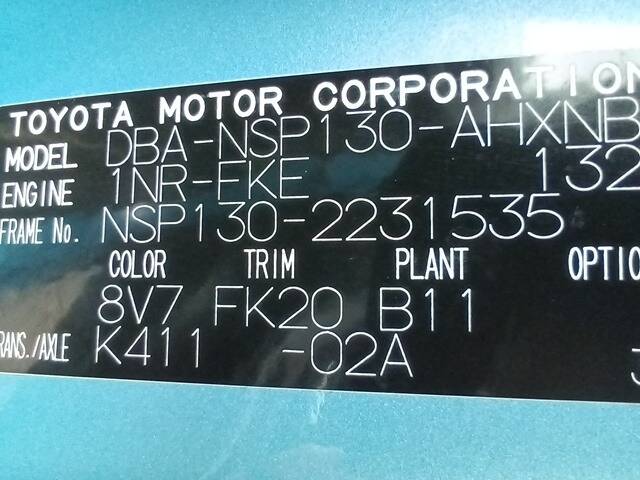 TOYOTA MOTOR CORPORATION
MODEL DBA-NSP130-AHXNB
ENGINE 1NR-FKE 132
FRAME No. NSP130-2231535
COLOR TRIM PLANT OPTIO
8V7 FK20 B11
RANS./AXLE K411 -02A